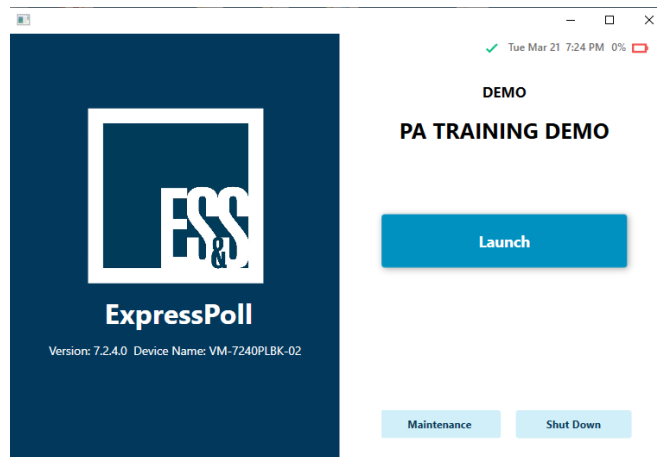 Tue Mar 21 7:24 PM 0%
DEMO
PA TRAINING DEMO
ES&S
Launch
ExpressPoll
Version: 7.2.4.0 Device Name: VM-7240PLBK-02
Maintenance Shut Down